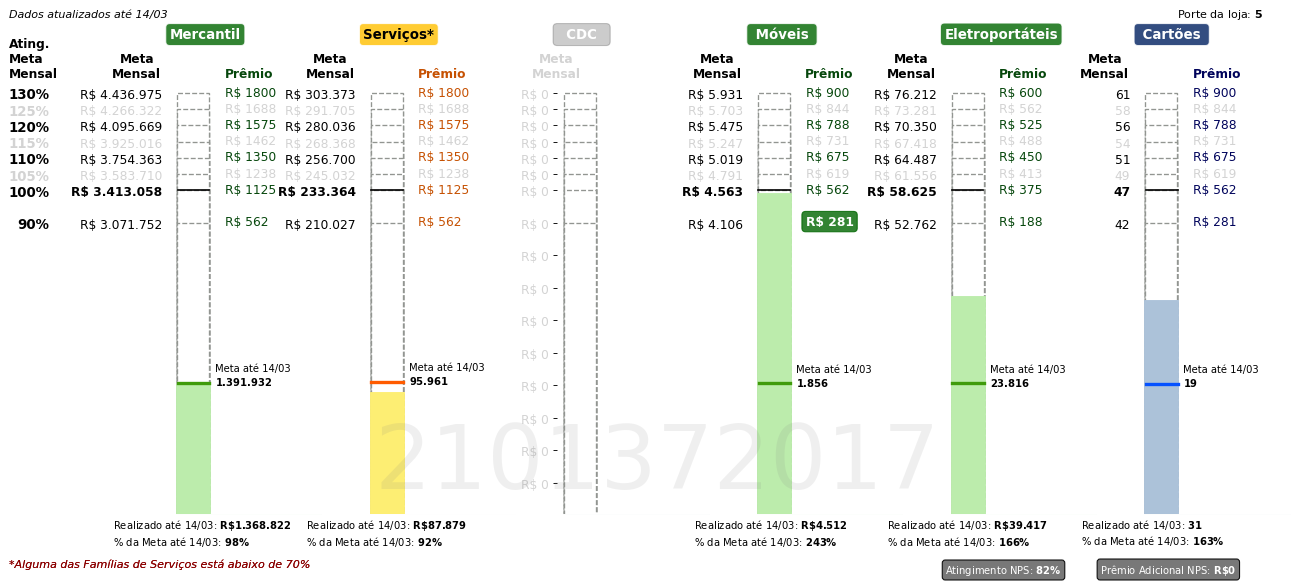 Dados atualizados até 14/03
Porte da loja: 5
Mercantil Serviços* CDC Móveis Eletroportáteis Cartões
Ating. Meta Mensal
Meta Mensal Prêmio Meta Mensal Prêmio Meta Mensal Meta Mensal Prêmio Meta Mensal Prêmio Meta Mensal Prêmio
130% R$ 4.436.975 R$ 1800 R$ 303.373 R$ 1800 R$ 0 R$ 5.931 R$ 900 R$ 76.212 R$ 600 61 R$ 900
125% R$ 4.266.322 R$ 1688 R$ 291.705 R$ 1688 R$ 0 R$ 5.703 R$ 844 R$ 73.281 R$ 562 58 R$ 844
120% R$ 4.095.669 R$ 1575 R$ 280.036 R$ 1575 R$ 0 R$ 5.475 R$ 788 R$ 70.350 R$ 525 56 R$ 788
115% R$ 3.925.016 R$ 1462 R$ 268.368 R$ 1462 R$ 0 R$ 5.247 R$ 731 R$ 67.418 R$ 488 54 R$ 731
110% R$ 3.754.363 R$ 1350 R$ 256.700 R$ 1350 R$ 0 R$ 5.019 R$ 675 R$ 64.487 R$ 450 51 R$ 675
105% R$ 3.583.710 R$ 1238 R$ 245.032 R$ 1238 R$ 0 R$ 4.791 R$ 619 R$ 61.556 R$ 413 49 R$ 619
100% R$ 3.413.058 R$ 1125 R$ 233.364 R$ 1125 R$ 0 R$ 4.563 R$ 562 R$ 58.625 R$ 375 47 R$ 562
90% R$ 3.071.752 R$ 562 R$ 210.027 R$ 562 R$ 0 R$ 4.106 R$ 281 R$ 52.762 R$ 188 42 R$ 281
R$ 0
R$ 0
R$ 0
R$ 0
Meta até 14/03 Meta até 14/03 Meta até 14/03 Meta até 14/03 Meta até 14/03
1.391.932 95.961 R$ 0 1.856 23.816 19
R$ 0
R$ 0
R$ 0
2101372017
Realizado até 14/03: R$1.368.822 Realizado até 14/03: R$87.879 Realizado até 14/03: R$4.512 Realizado até 14/03: R$39.417 Realizado até 14/03: 31
% da Meta até 14/03: 98% % da Meta até 14/03: 92% % da Meta até 14/03: 243% % da Meta até 14/03: 166% % da Meta até 14/03: 163%
*Alguma das Famílias de Serviços está abaixo de 70%
Atingimento NPS: 82% Prêmio Adicional NPS: R$0